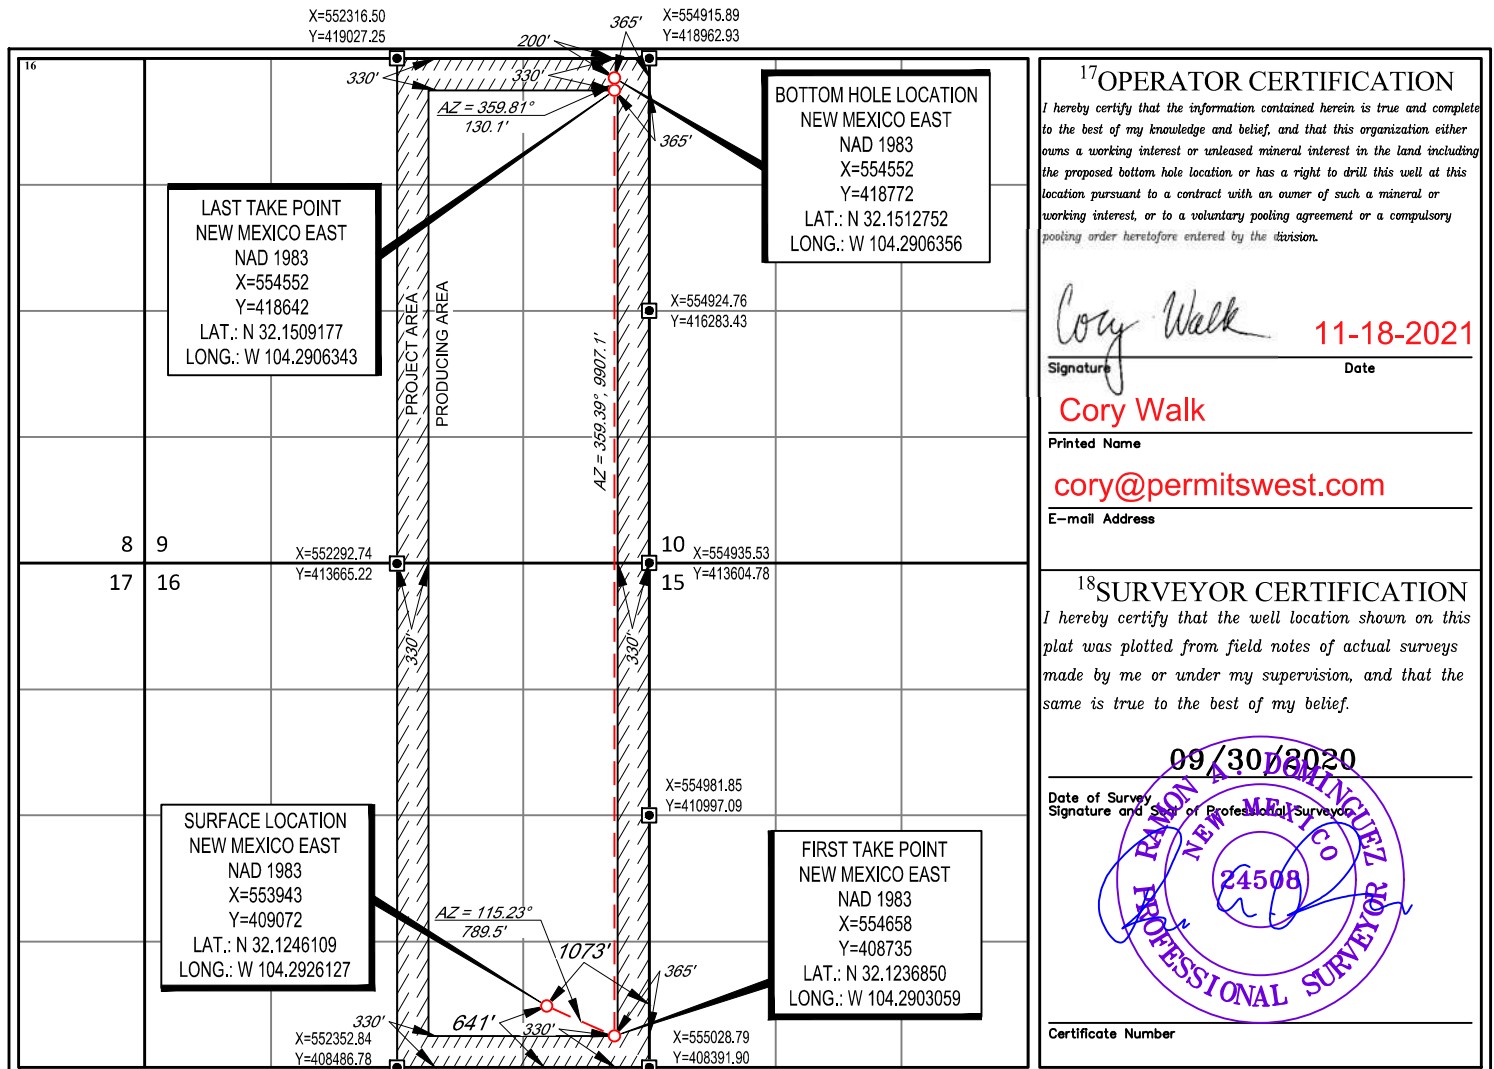 X=552316.50
Y=419027.25
X=554915.89
Y=418962.93
365'
200'
16
330'
330'
AZ = 359.81°
130.1'
365'
BOTTOM HOLE LOCATION
NEW MEXICO EAST
NAD 1983
X=554552
Y=418772
LAT.: N 32.1512752
LONG.: W 104.2906356
LAST TAKE POINT
NEW MEXICO EAST
NAD 1983
X=554552
Y=418642
LAT.: N 32.1509177
LONG.: W 104.2906343
PROJECT AREA
PRODUCING AREA
X=554924.76
Y=416283.43
AZ = 359.39°, 9907.1'
8 9
17 16
X=552292.74
Y=413665.22
10
15
X=554935.53
Y=413604.78
330'
330'
X=554981.85
Y=410997.09
SURFACE LOCATION
NEW MEXICO EAST
NAD 1983
X=553943
Y=409072
LAT.: N 32.1246109
LONG.: W 104.2926127
AZ = 115.23°
789.5'
1073'
365'
FIRST TAKE POINT
NEW MEXICO EAST
NAD 1983
X=554658
Y=408735
LAT.: N 32.1236850
LONG.: W 104.2903059
330'
641'
330'
X=552352.84
Y=408486.78
X=555028.79
Y=408391.90
17 OPERATOR CERTIFICATION
I hereby certify that the information contained herein is true and complete
to the best of my knowledge and belief, and that this organization either
owns a working interest or unleased mineral interest in the land including
the proposed bottom hole location or has a right to drill this well at this
location pursuant to a contract with an owner of such a mineral or
working interest, or to a voluntary pooling agreement or a compulsory
pooling order heretofore entered by the division.
Cory Walk
11-18-2021
Signature
Date
Cory Walk
Printed Name
cory@permitswest.com
E-mail Address
18 SURVEYOR CERTIFICATION
I hereby certify that the well location shown on this
plat was plotted from field notes of actual surveys
made by me or under my supervision, and that the
same is true to the best of my belief.
09/30/2020
Date of Survey
Signature and Seal of Professional Surveyor
RAMON A. DOMINGUEZ
NEW MEXICO
24508
PROFESSIONAL SURVEYOR
Certificate Number